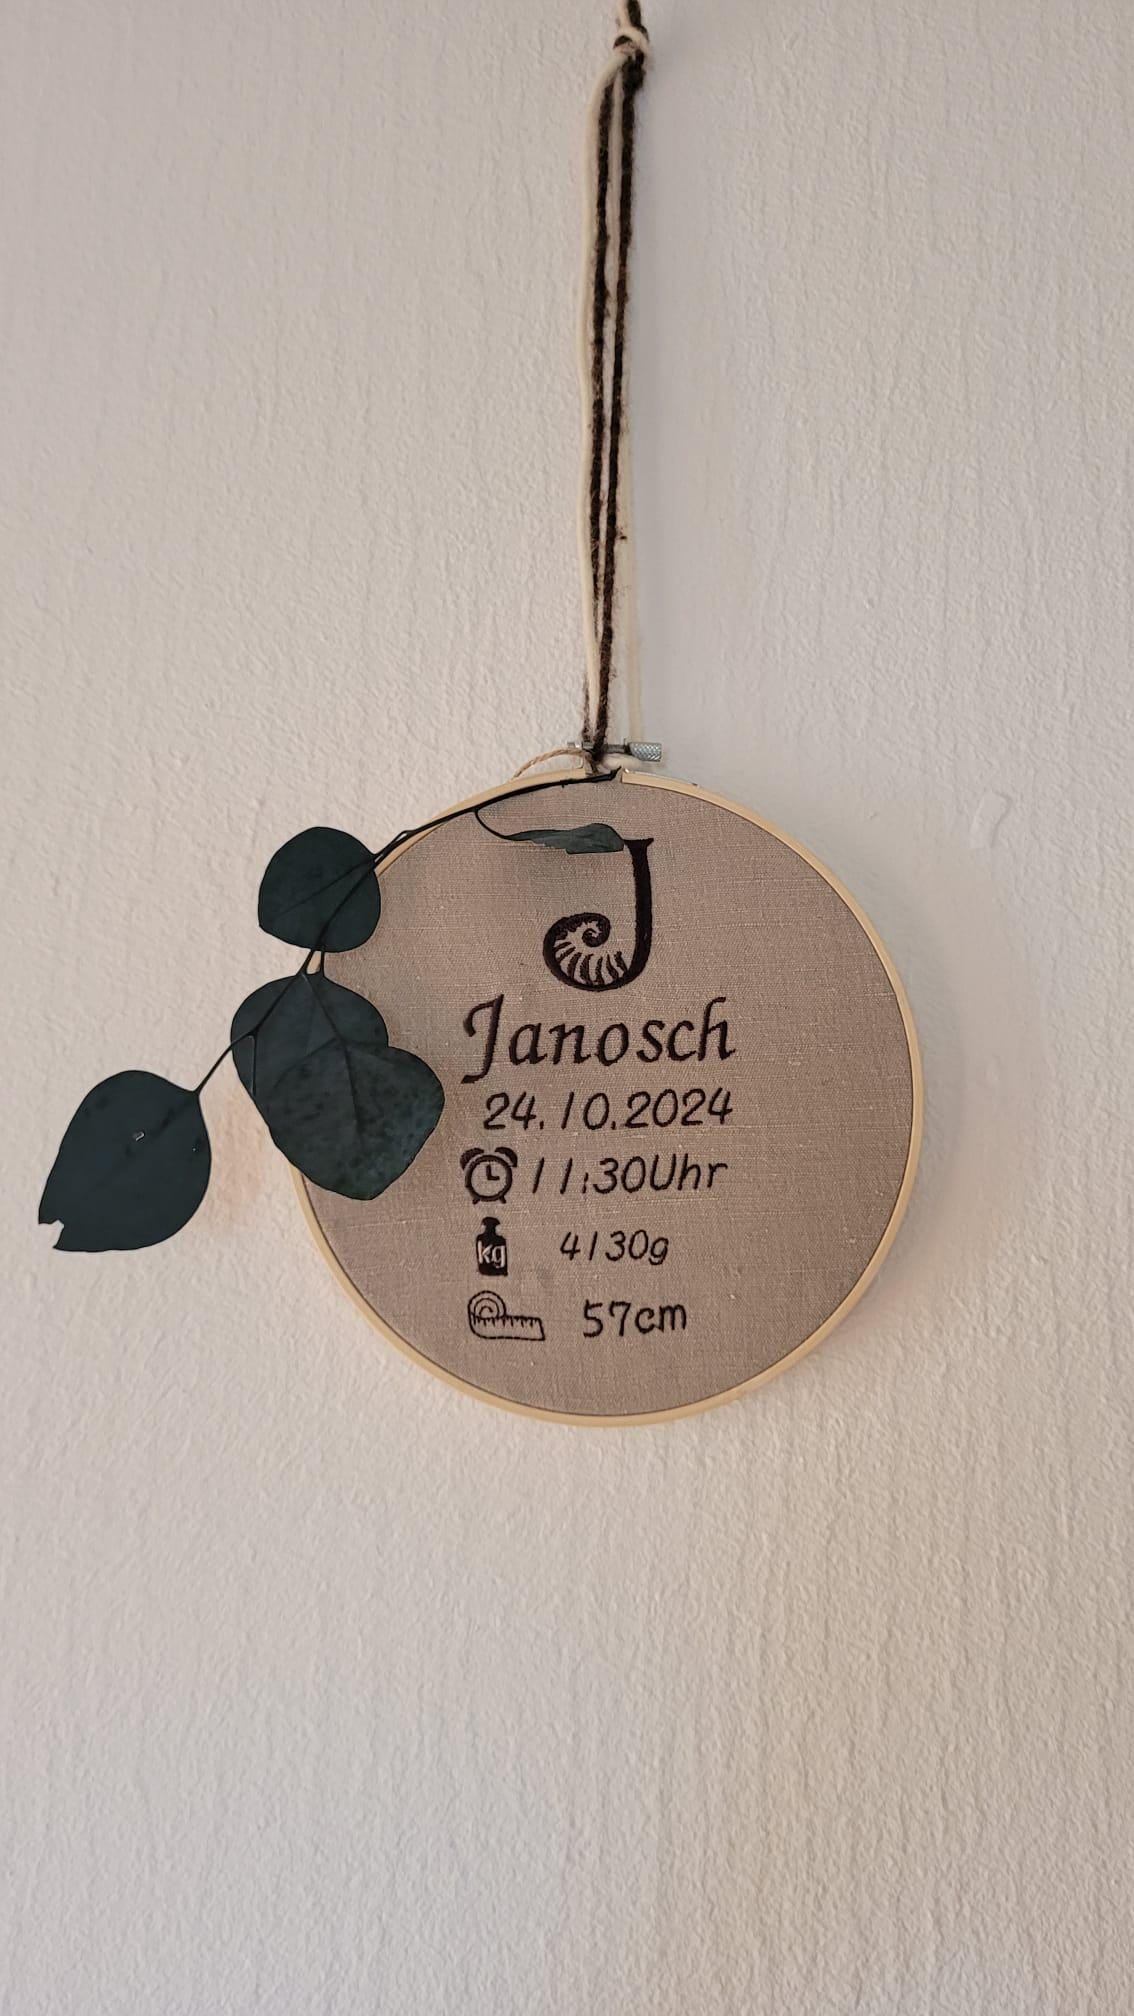 J
Janosch
24.10.2024
11:30Uhr
kg 4130g
57cm